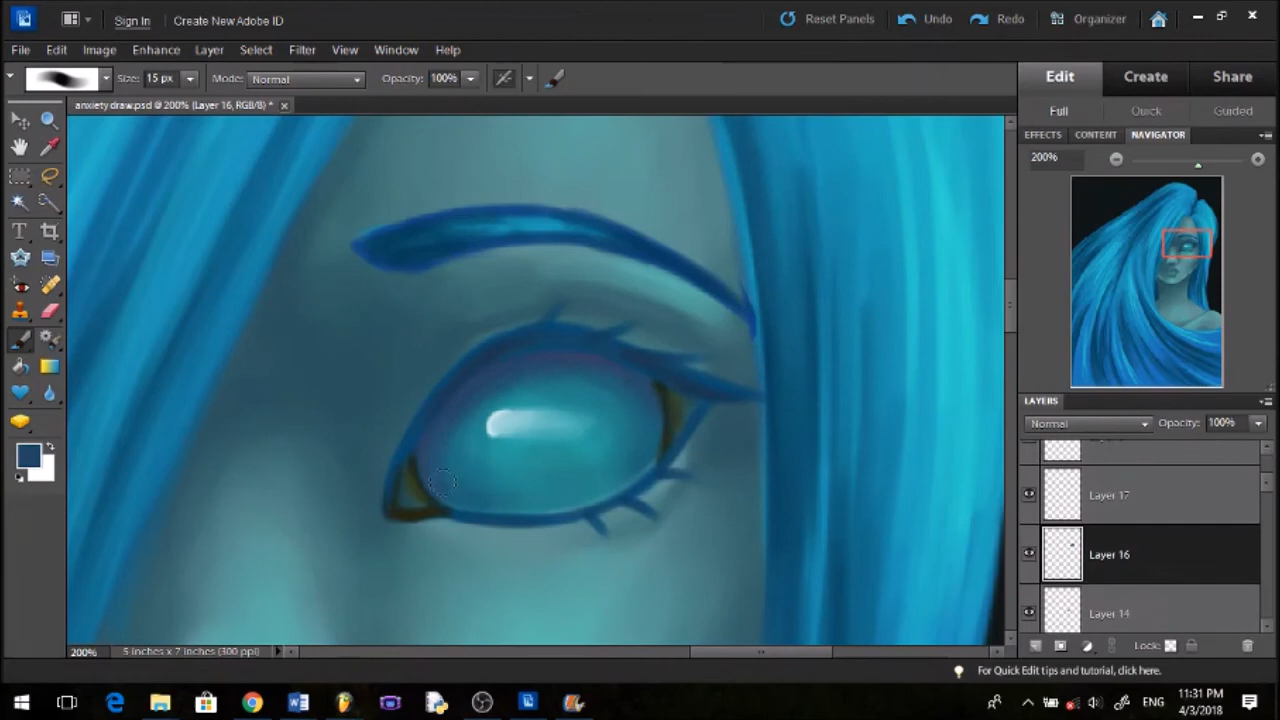 Sign In Create New Adobe ID Reset Panels Undo Redo Organizer
File Edit Image Enhance Layer Select Filter View Window Help
Size: 15 px Mode: Normal Opacity: 100% Edit Create Share
anxiety draw.psd @ 200% (Layer 16, RGB/8) * Full Quick Guided
EFFECTS CONTENT NAVIGATOR
200%
LAYERS
Normal Opacity: 100%
Layer 17
Layer 16
Layer 14
Lock:
200% 5 inches x 7 inches (300 ppi)
For Quick Edit tips and tutorial, click here.
ENG 11:31 PM
4/3/2018